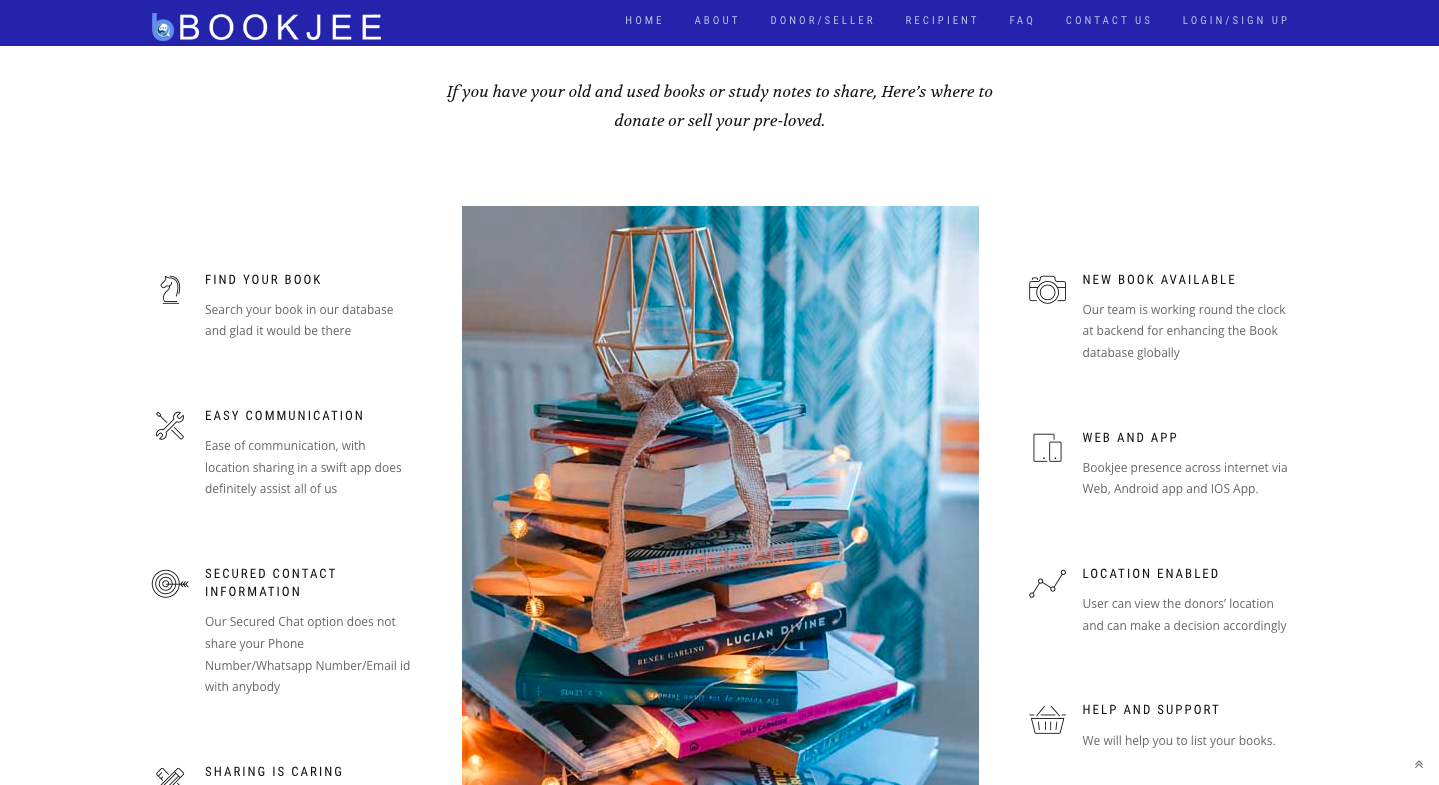 BOOKJEE
HOME ABOUT DONOR/SELLER RECIPIENT FAQ CONTACT US LOGIN/SIGN UP
If you have your old and used books or study notes to share, Here's where to
donate or sell your pre-loved.
FIND YOUR BOOK
Search your book in our database
and glad it would be there
EASY COMMUNICATION
Ease of communication, with
location sharing in a swift app does
definitely assist all of us
SECURED CONTACT
INFORMATION
Our Secured Chat option does not
share your Phone
Number/Whatsapp Number/Email id
with anybody
SHARING IS CARING
RENÉE CARLINO LUCIAN DIVINE
C. S. LEWIS The Voyage of the Dawn Treader
DALE CARNEGIE
NEW BOOK AVAILABLE
Our team is working round the clock
at backend for enhancing the Book
database globally
WEB AND APP
Bookjee presence across internet via
Web, Android app and IOS App.
LOCATION ENABLED
User can view the donors' location
and can make a decision accordingly
HELP AND SUPPORT
We will help you to list your books.